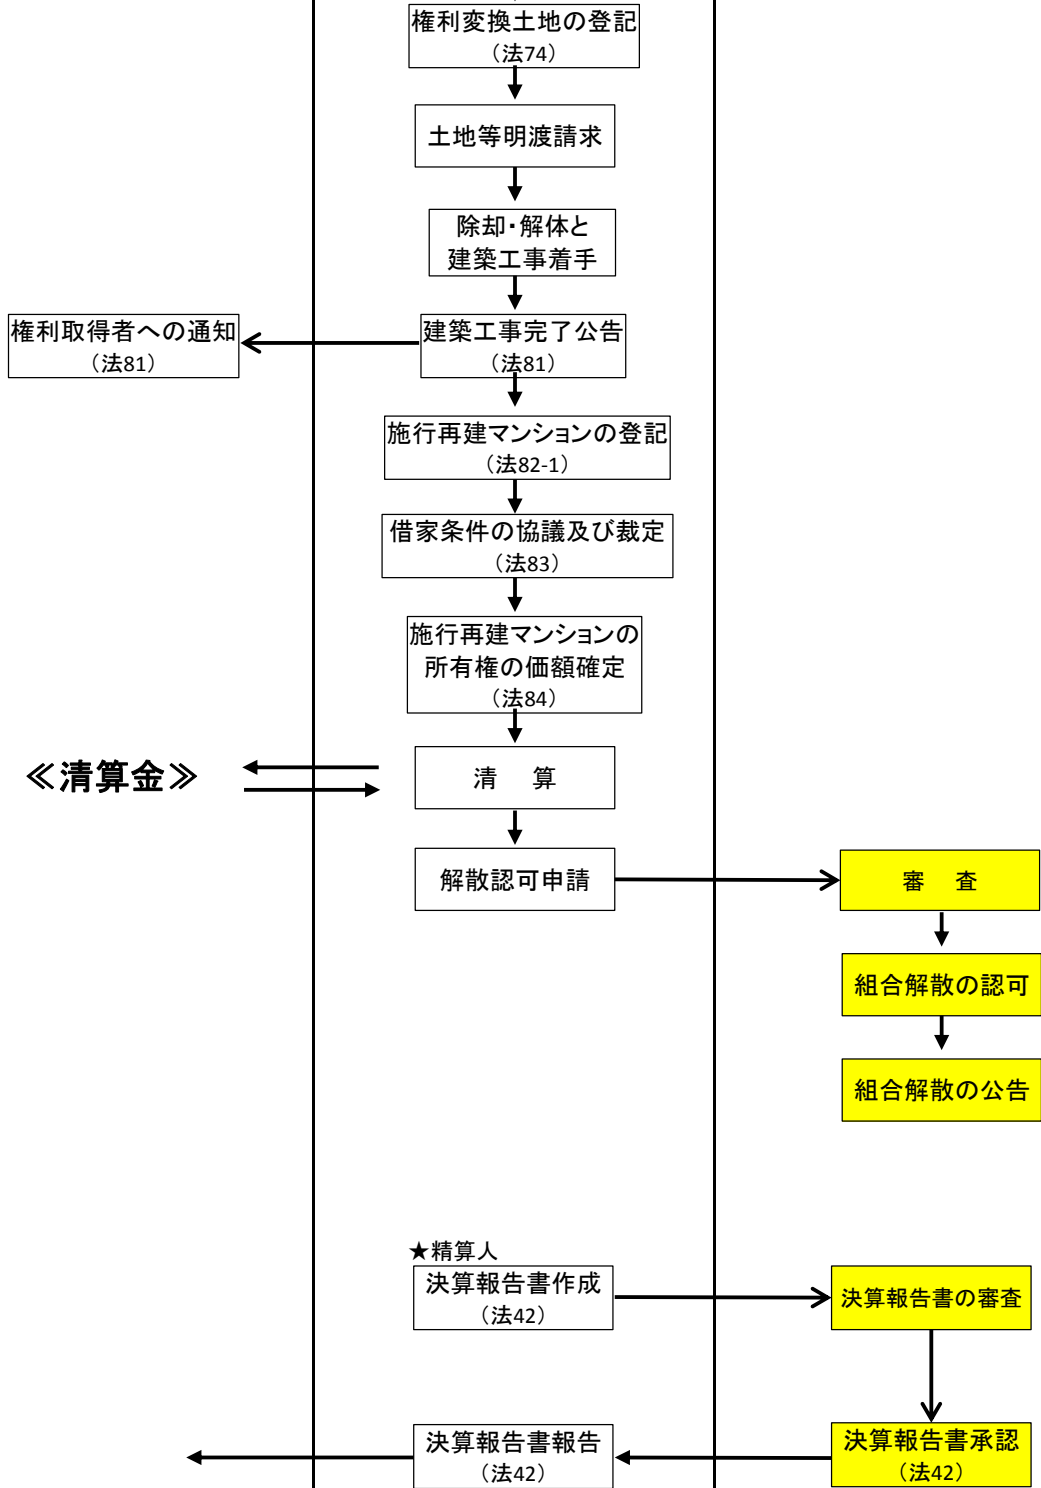 権利変換土地の登記
（法74）
土地等明渡請求
除却・解体と
建築工事着手
権利取得者への通知
（法81）
建築工事完了公告
（法81）
施行再建マンションの登記
（法82-1）
借家条件の協議及び裁定
（法83）
施行再建マンションの
所有権の価額確定
（法84）
≪清算金≫
清　算
解散認可申請
審　査
組合解散の認可
組合解散の公告
★精算人
決算報告書作成
（法42）
決算報告書の審査
決算報告書報告
（法42）
決算報告書承認
（法42）